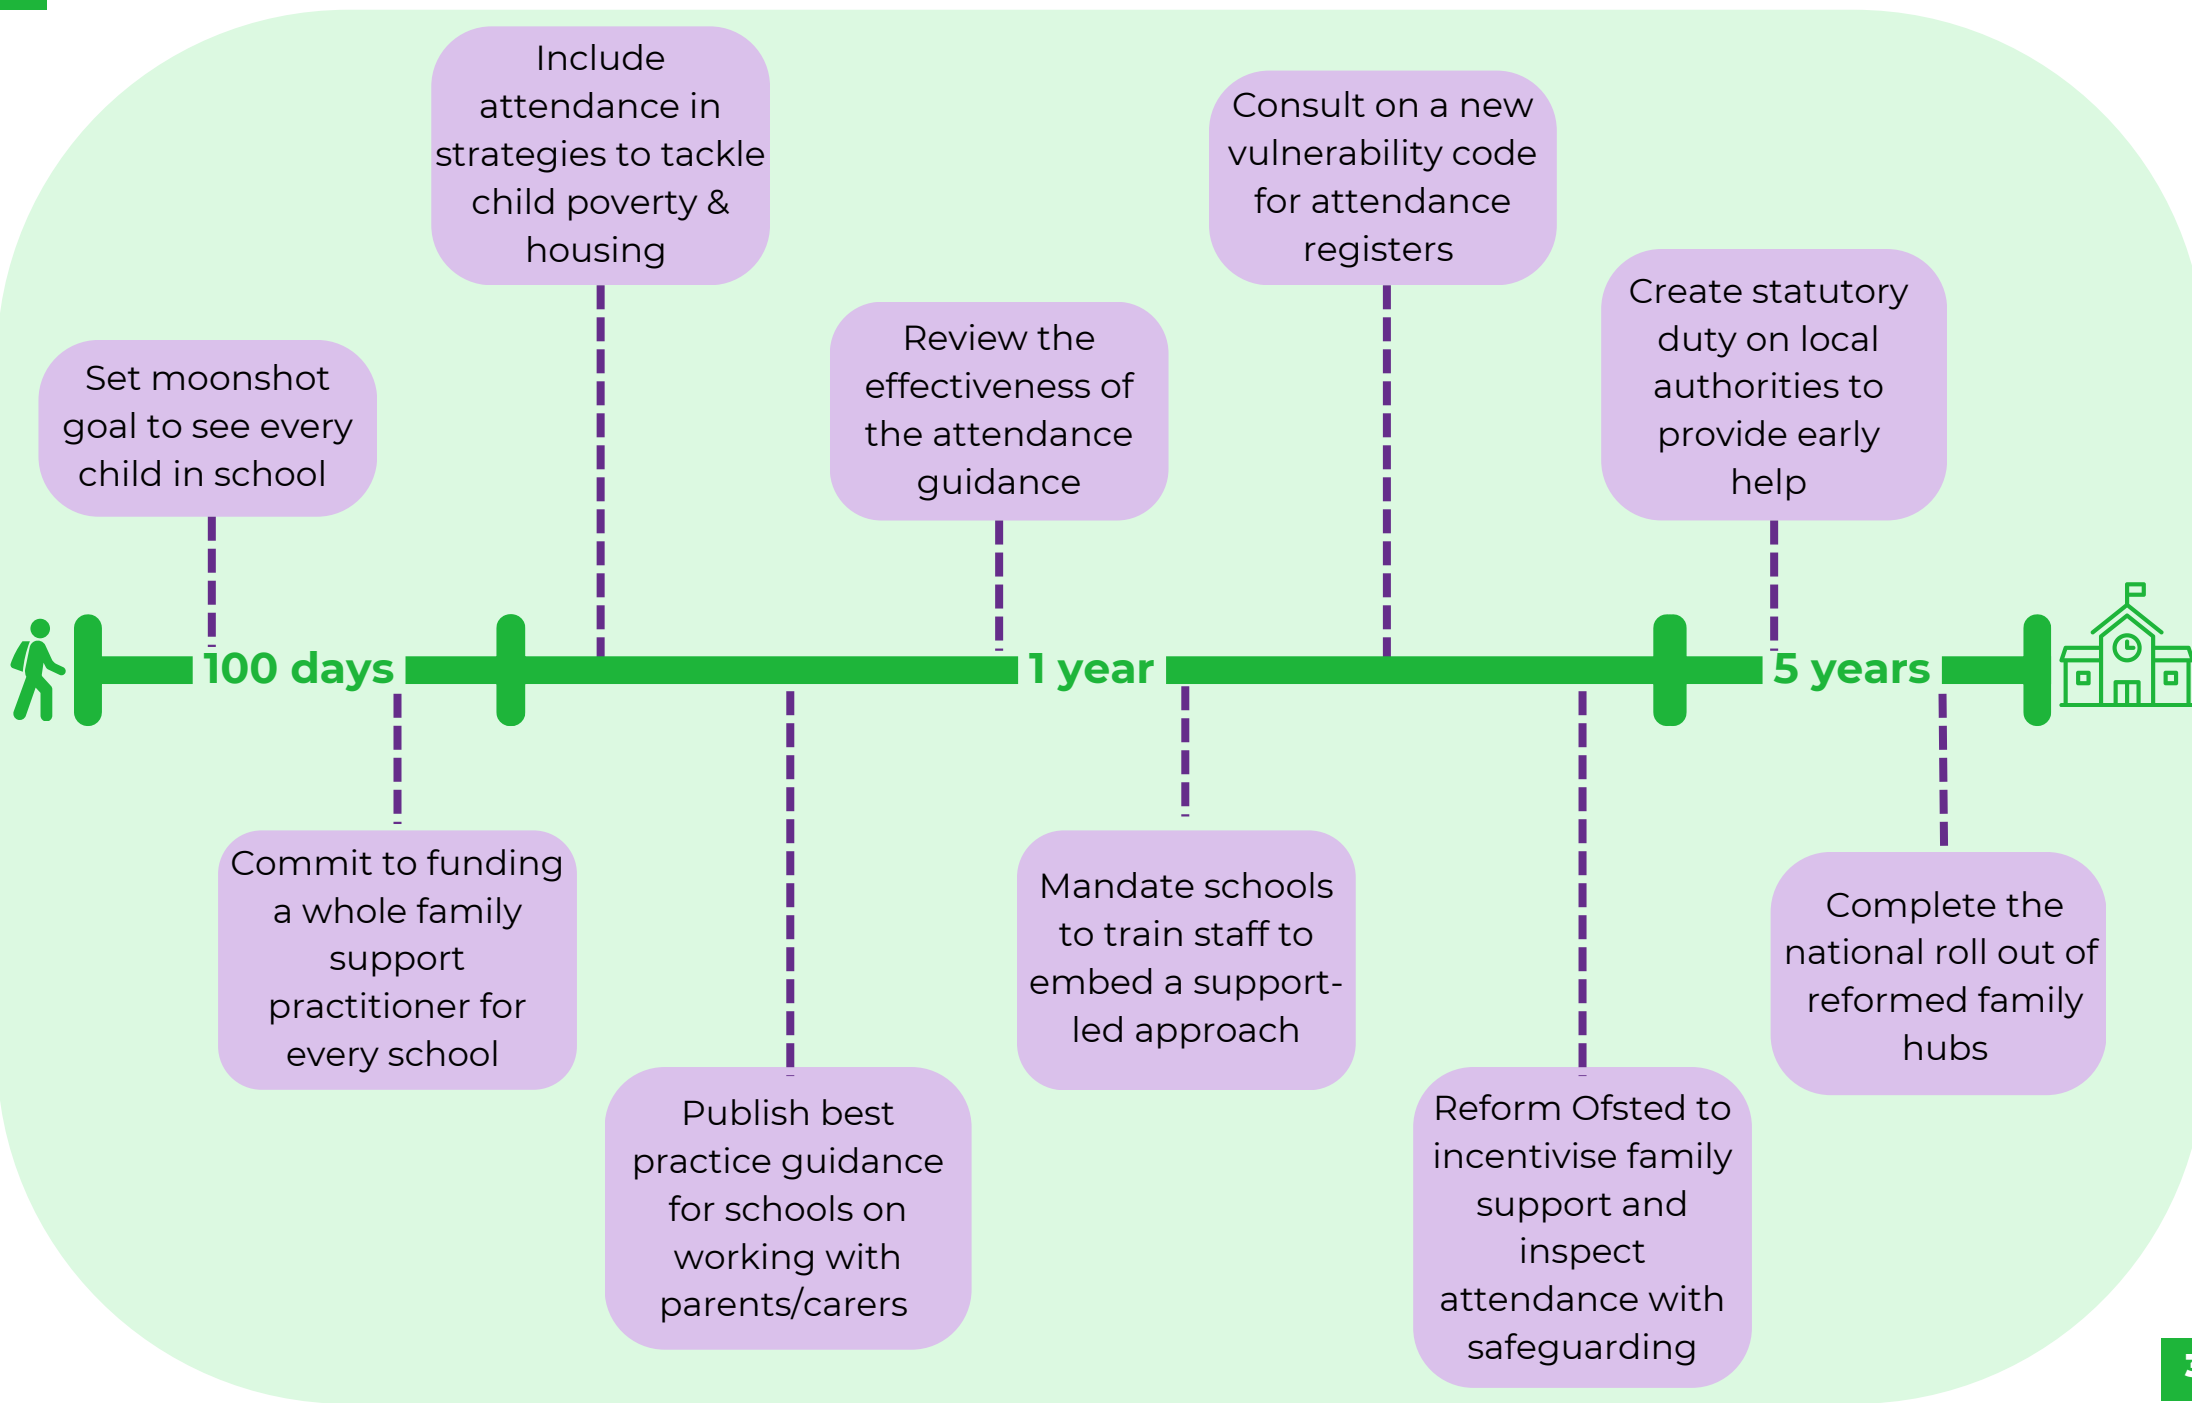 Set moonshot
goal to see every
child in school
Include
attendance in
strategies to tackle
child poverty &
housing
Review the
effectiveness of
the attendance
guidance
Consult on a new
vulnerability code
for attendance
registers
Create statutory
duty on local
authorities to
provide early
help
100 days
1 year
5 years
Commit to funding
a whole family
support
practitioner for
every school
Publish best
practice guidance
for schools on
working with
parents/carers
Mandate schools
to train staff to
embed a support-
led approach
Reform Ofsted to
incentivise family
support and
inspect
attendance with
safeguarding
Complete the
national roll out of
reformed family
hubs